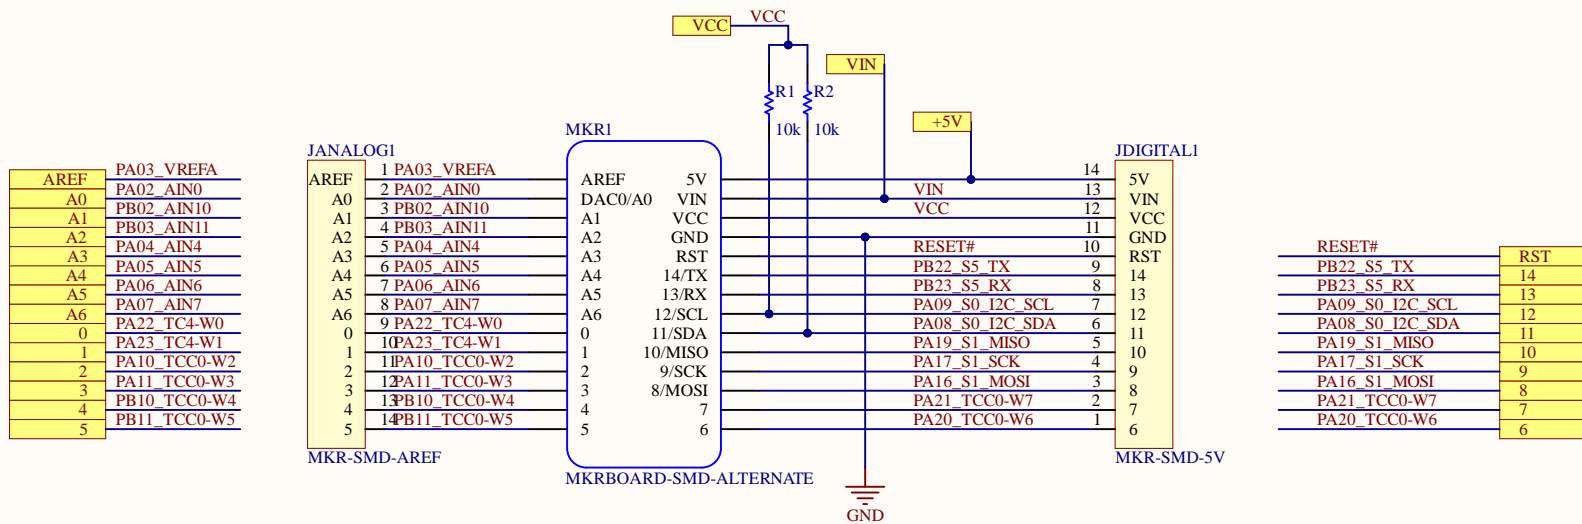 VCC VCC
VIN
R1 R2
+5V
10k 10k
MKR1
JANALOG1 JDIGITAL1
PA03_VREFA 1 PA03_VREFA 14
AREF AREF AREF 5V 5V
PA02_AIN0 2 PA02_AIN0 VIN 13
A0 A0 DAC0/A0 VIN VIN
PB02_AIN10 3 PB02_AIN10 VCC 12
A1 A1 A1 VCC VCC
PB03_AIN11 4 PB03_AIN11 11
A2 A2 A2 GND GND
PA04_AIN4 5 PA04_AIN4 RESET# 10 RESET#
A3 A3 A3 RST RST RST
PA05_AIN5 6 PA05_AIN5 PB22_S5_TX 9 PB22_S5_TX
A4 A4 A4 14/TX 14 14
PA06_AIN6 7 PA06_AIN6 PB23_S5_RX 8 PB23_S5_RX
A5 A5 A5 13/RX 13 13
PA07_AIN7 8 PA07_AIN7 PA09_S0_I2C_SCL 7 PA09_S0_I2C_SCL
A6 A6 A6 12/SCL 12 12
PA22_TC4-W0 9 PA22_TC4-W0 PA08_S0_I2C_SDA 6 PA08_S0_I2C_SDA
0 0 0 11/SDA 11 11
PA23_TC4-W1 10 PA23_TC4-W1 PA19_S1_MISO 5 PA19_S1_MISO
1 1 1 10/MISO 10 10
PA10_TCC0-W2 11 PA10_TCC0-W2 PA17_S1_SCK 4 PA17_S1_SCK
2 2 2 9/SCK 9 9
PA11_TCC0-W3 12 PA11_TCC0-W3 PA16_S1_MOSI 3 PA16_S1_MOSI
3 3 3 8/MOSI 8 8
PB10_TCC0-W4 13 PB10_TCC0-W4 PA21_TCC0-W7 2 PA21_TCC0-W7
4 4 4 7 7 7
PB11_TCC0-W5 14 PB11_TCC0-W5 PA20_TCC0-W6 1 PA20_TCC0-W6
5 5 5 6 6 6
MKR-SMD-AREF MKR-SMD-5V
MKRBOARD-SMD-ALTERNATE
GND